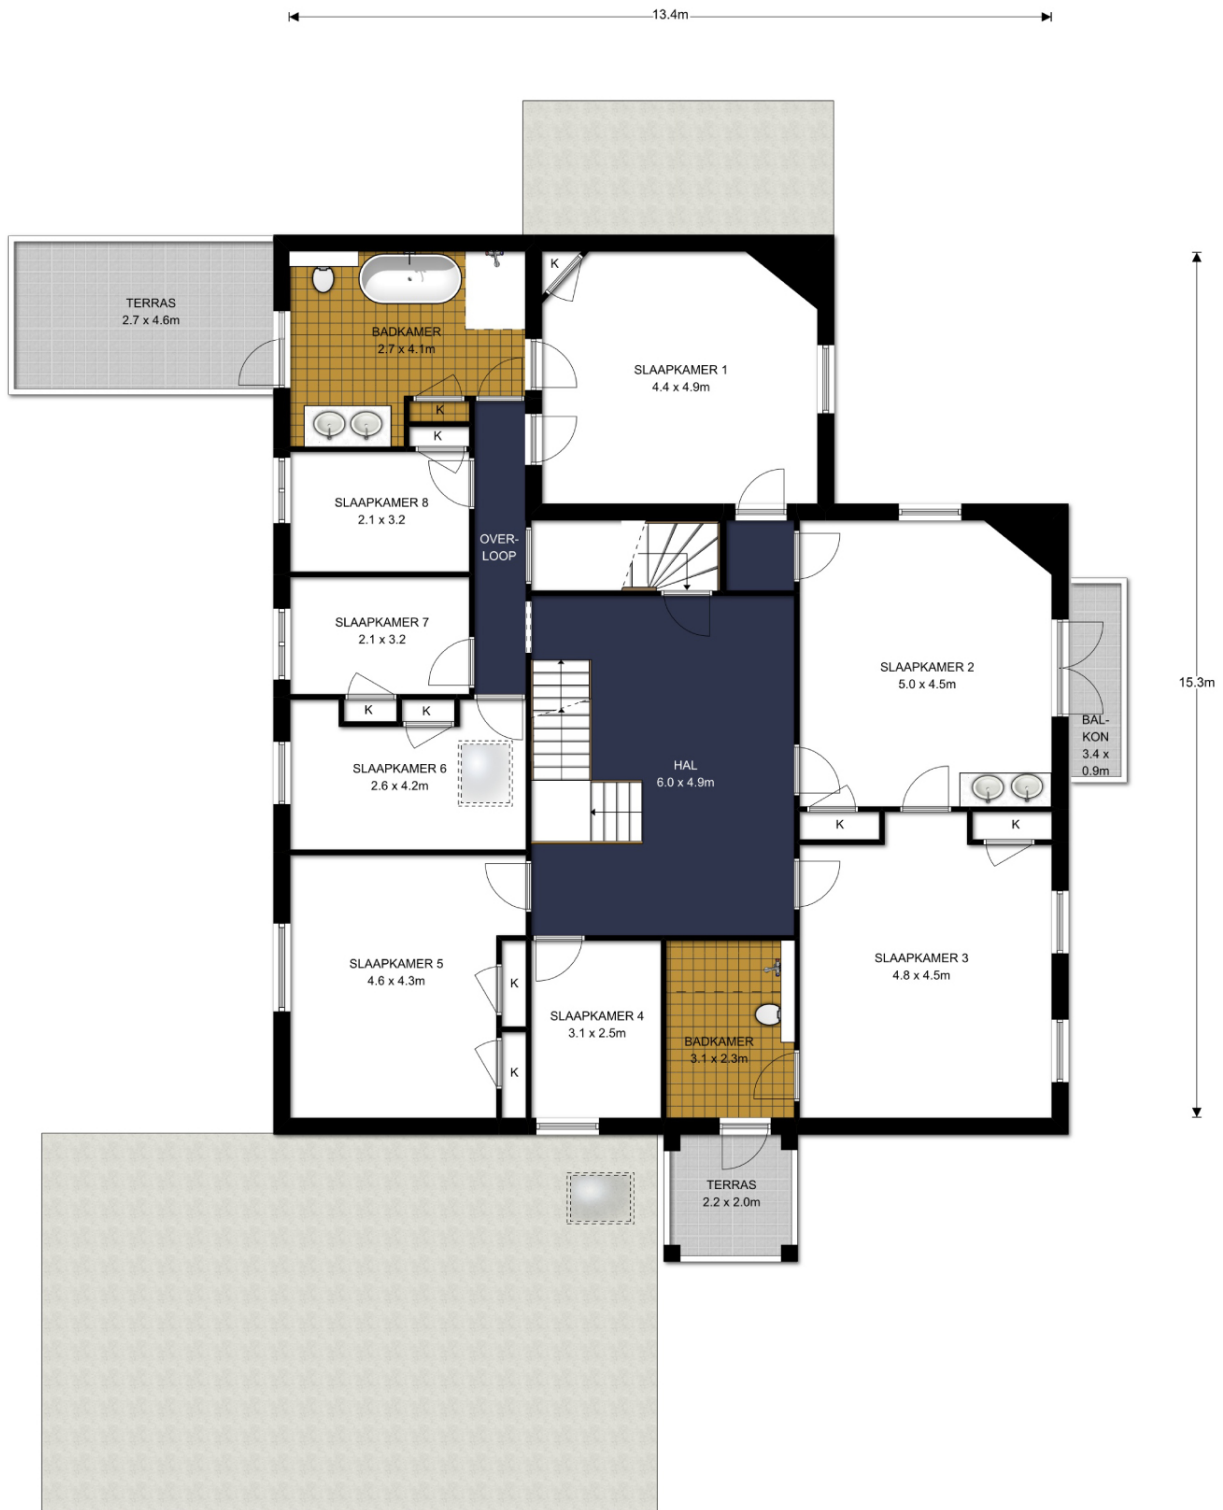 13.4m
TERRAS
2.7 x 4.6m
K
BADKAMER
2.7 x 4.1m
SLAAPKAMER 1
4.4 x 4.9m
K
K
SLAAPKAMER 8
2.1 x 3.2
OVER-
LOOP
SLAAPKAMER 7
2.1 x 3.2
SLAAPKAMER 2
5.0 x 4.5m
15.3m
K
K
BAL-
KON
3.4 x
0.9m
SLAAPKAMER 6
2.6 x 4.2m
HAL
6.0 x 4.9m
K
K
SLAAPKAMER 5
4.6 x 4.3m
K
SLAAPKAMER 3
4.8 x 4.5m
SLAAPKAMER 4
3.1 x 2.5m
BADKAMER
3.1 x 2.3m
K
TERRAS
2.2 x 2.0m